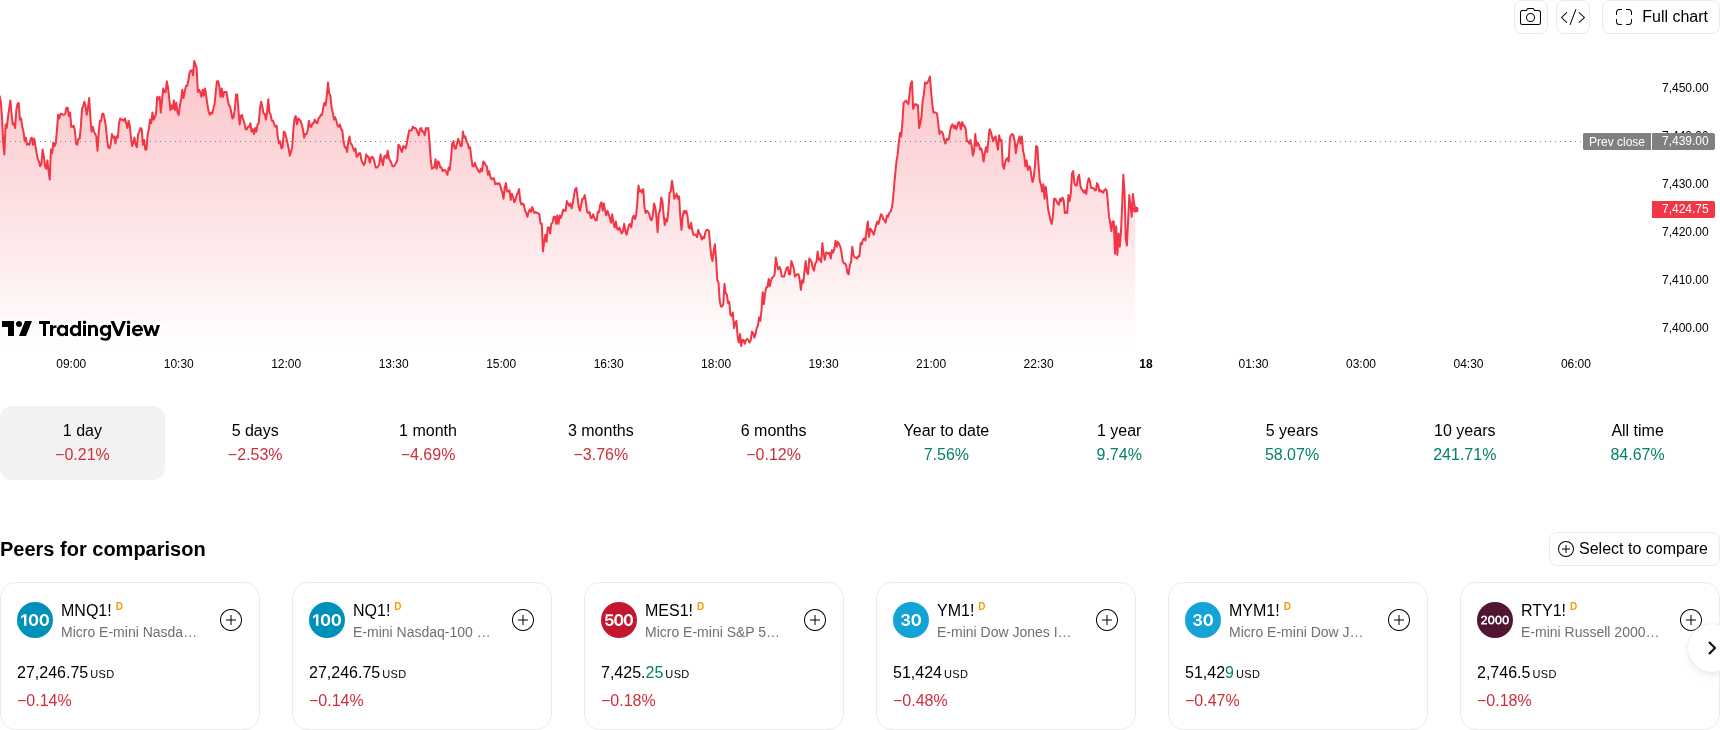 </> Full chart
7,450.00
Prev close 7,439.00
7,430.00
7,424.75
7,420.00
7,410.00
7,400.00
TradingView
09:00 10:30 12:00 13:30 15:00 16:30 18:00 19:30 21:00 22:30 18 01:30 03:00 04:30 06:00
1 day 5 days 1 month 3 months 6 months Year to date 1 year 5 years 10 years All time
−0.21% −2.53% −4.69% −3.76% −0.12% 7.56% 9.74% 58.07% 241.71% 84.67%
Peers for comparison Select to compare
100 MNQ1! D
Micro E-mini Nasda…
27,246.75 USD
−0.14%
100 NQ1! D
E-mini Nasdaq-100 …
27,246.75 USD
−0.14%
500 MES1! D
Micro E-mini S&P 5…
7,425.25 USD
−0.18%
30 YM1! D
E-mini Dow Jones I…
51,424 USD
−0.48%
30 MYM1! D
Micro E-mini Dow J…
51,429 USD
−0.47%
2000 RTY1! D
E-mini Russell 2000…
2,746.5 USD
−0.18%